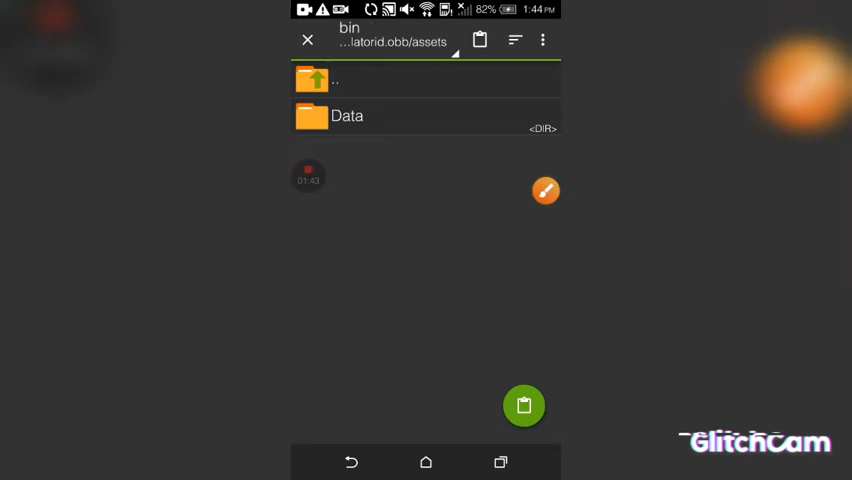 82%
1:44 PM
bin
...latorid.obb/assets
..
Data
<DIR>
01:43
GlitchCam